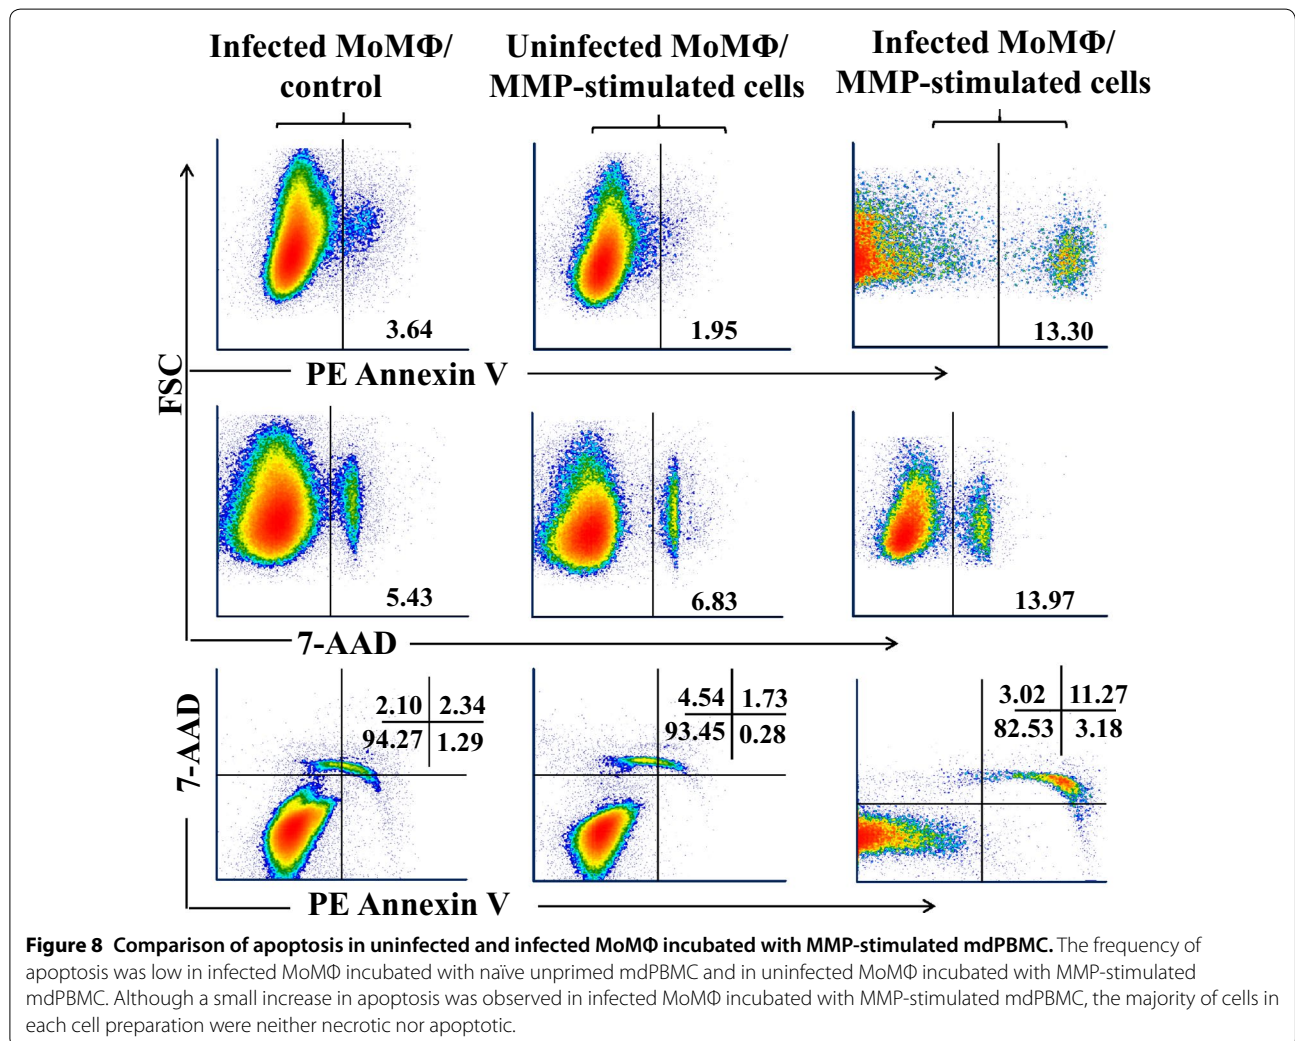 Infected MoMΦ/
control
Uninfected MoMΦ/
MMP-stimulated cells
Infected MoMΦ/
MMP-stimulated cells
FSC
3.64
1.95
13.30
PE Annexin V
5.43
6.83
13.97
7-AAD
7-AAD
2.10 2.34
94.27 1.29
4.54 1.73
93.45 0.28
3.02 11.27
82.53 3.18
PE Annexin V
Figure 8 Comparison of apoptosis in uninfected and infected MoMΦ incubated with MMP-stimulated mdPBMC. The frequency of
apoptosis was low in infected MoMΦ incubated with naïve unprimed mdPBMC and in uninfected MoMΦ incubated with MMP-stimulated
mdPBMC. Although a small increase in apoptosis was observed in infected MoMΦ incubated with MMP-stimulated mdPBMC, the majority of cells in
each cell preparation were neither necrotic nor apoptotic.